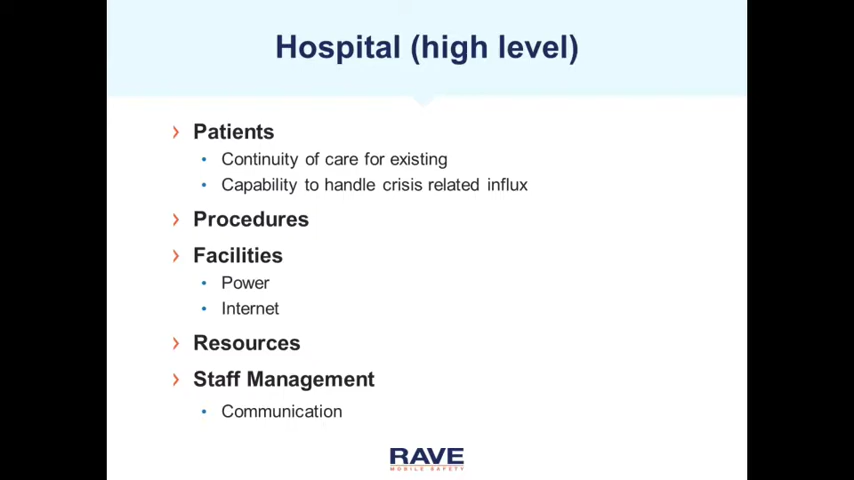 Hospital (high level)
› Patients
• Continuity of care for existing
• Capability to handle crisis related influx
› Procedures
› Facilities
• Power
• Internet
› Resources
› Staff Management
• Communication
RAVE
MOBILE SAFETY